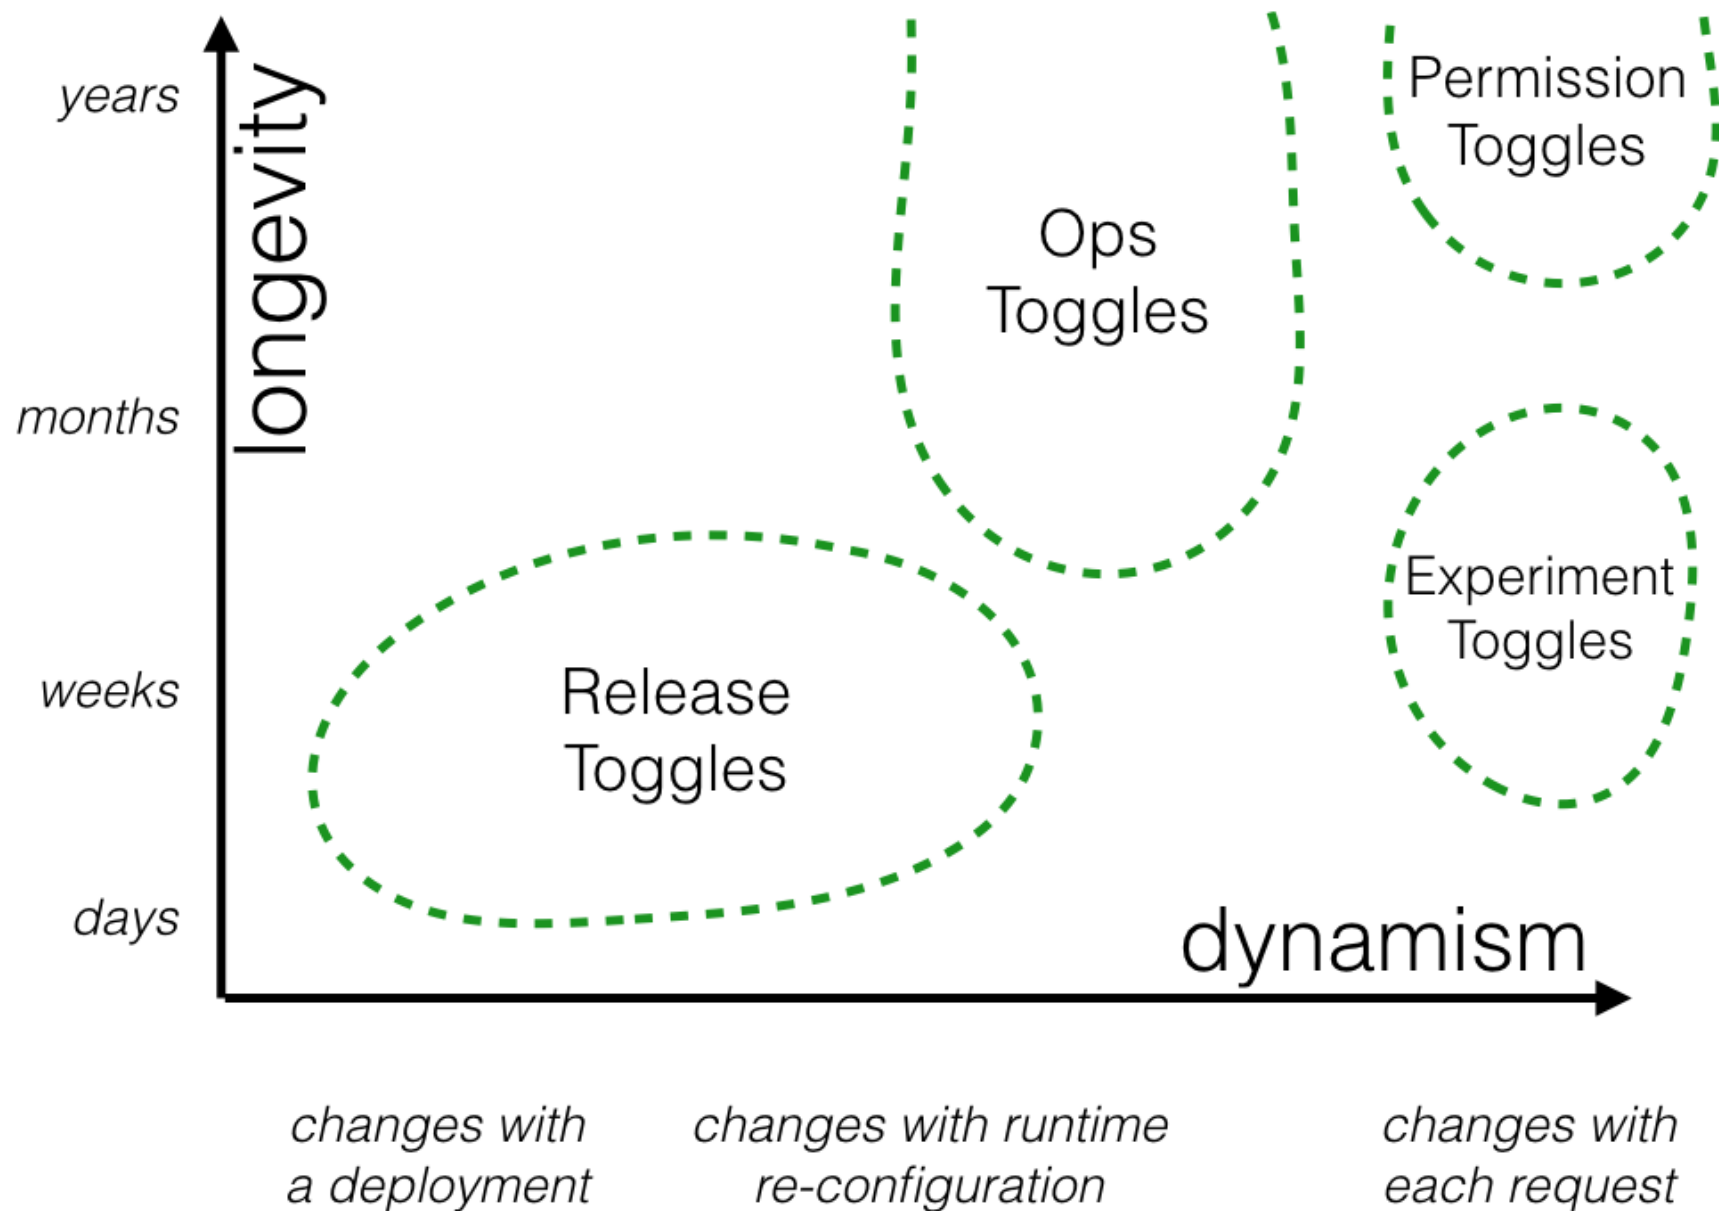 years
months
weeks
days
longevity
Ops
Toggles
Permission
Toggles
Experiment
Toggles
Release
Toggles
dynamism
changes with
a deployment
changes with runtime
re-configuration
changes with
each request